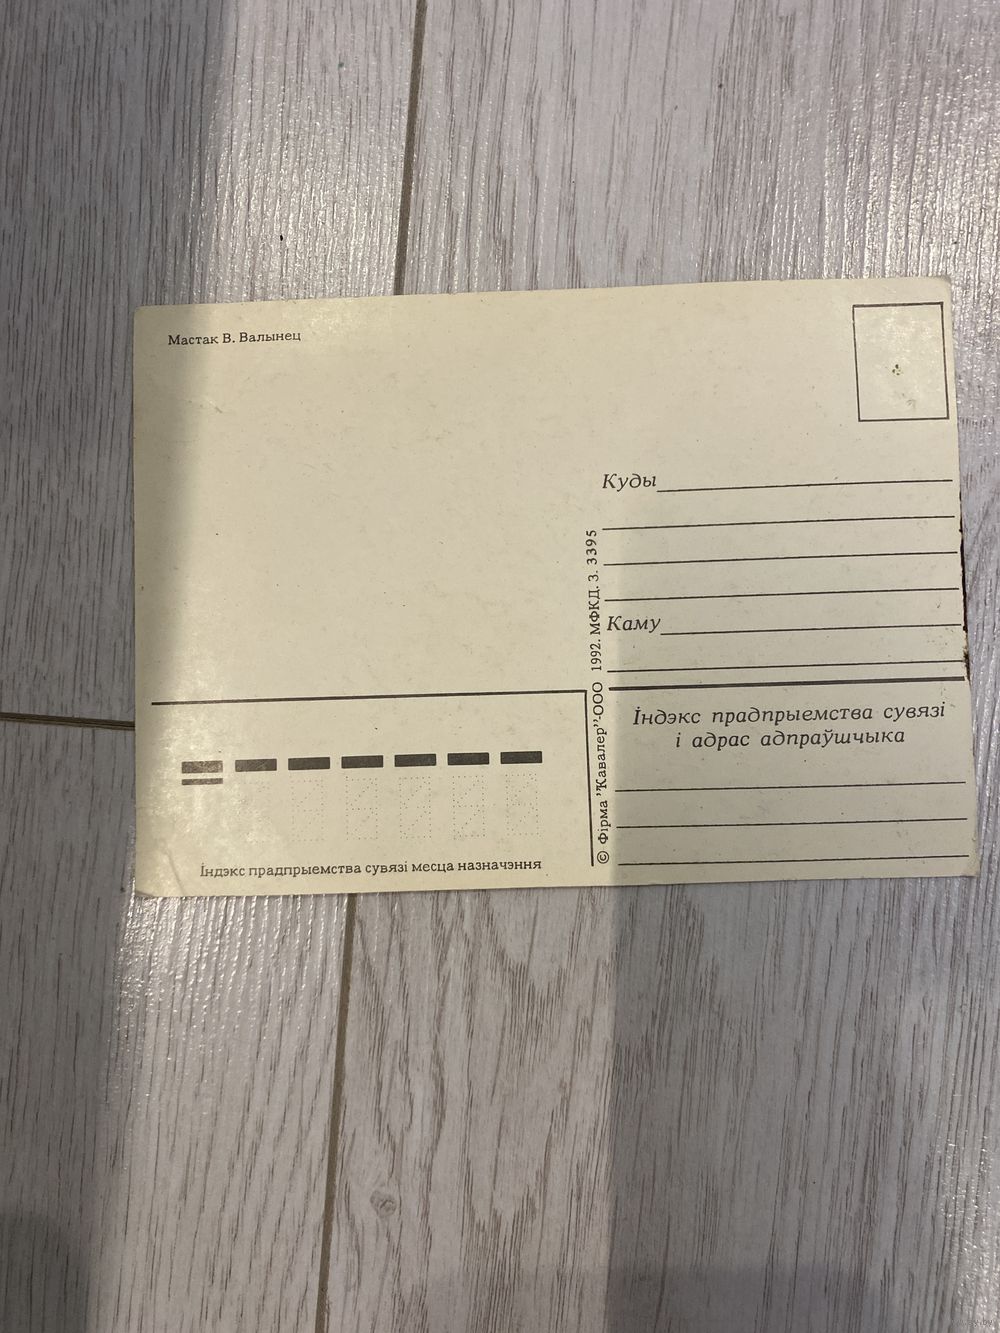 Мастак В. Валынец
Куды
Каму
Індэкс прадпрыемства сувязі
і адрас адпраўшчыка
© Фірма "Кавалер"-ООО 1992. МФКД. З. 3395
Індэкс прадпрыемства сувязі месца назначэння